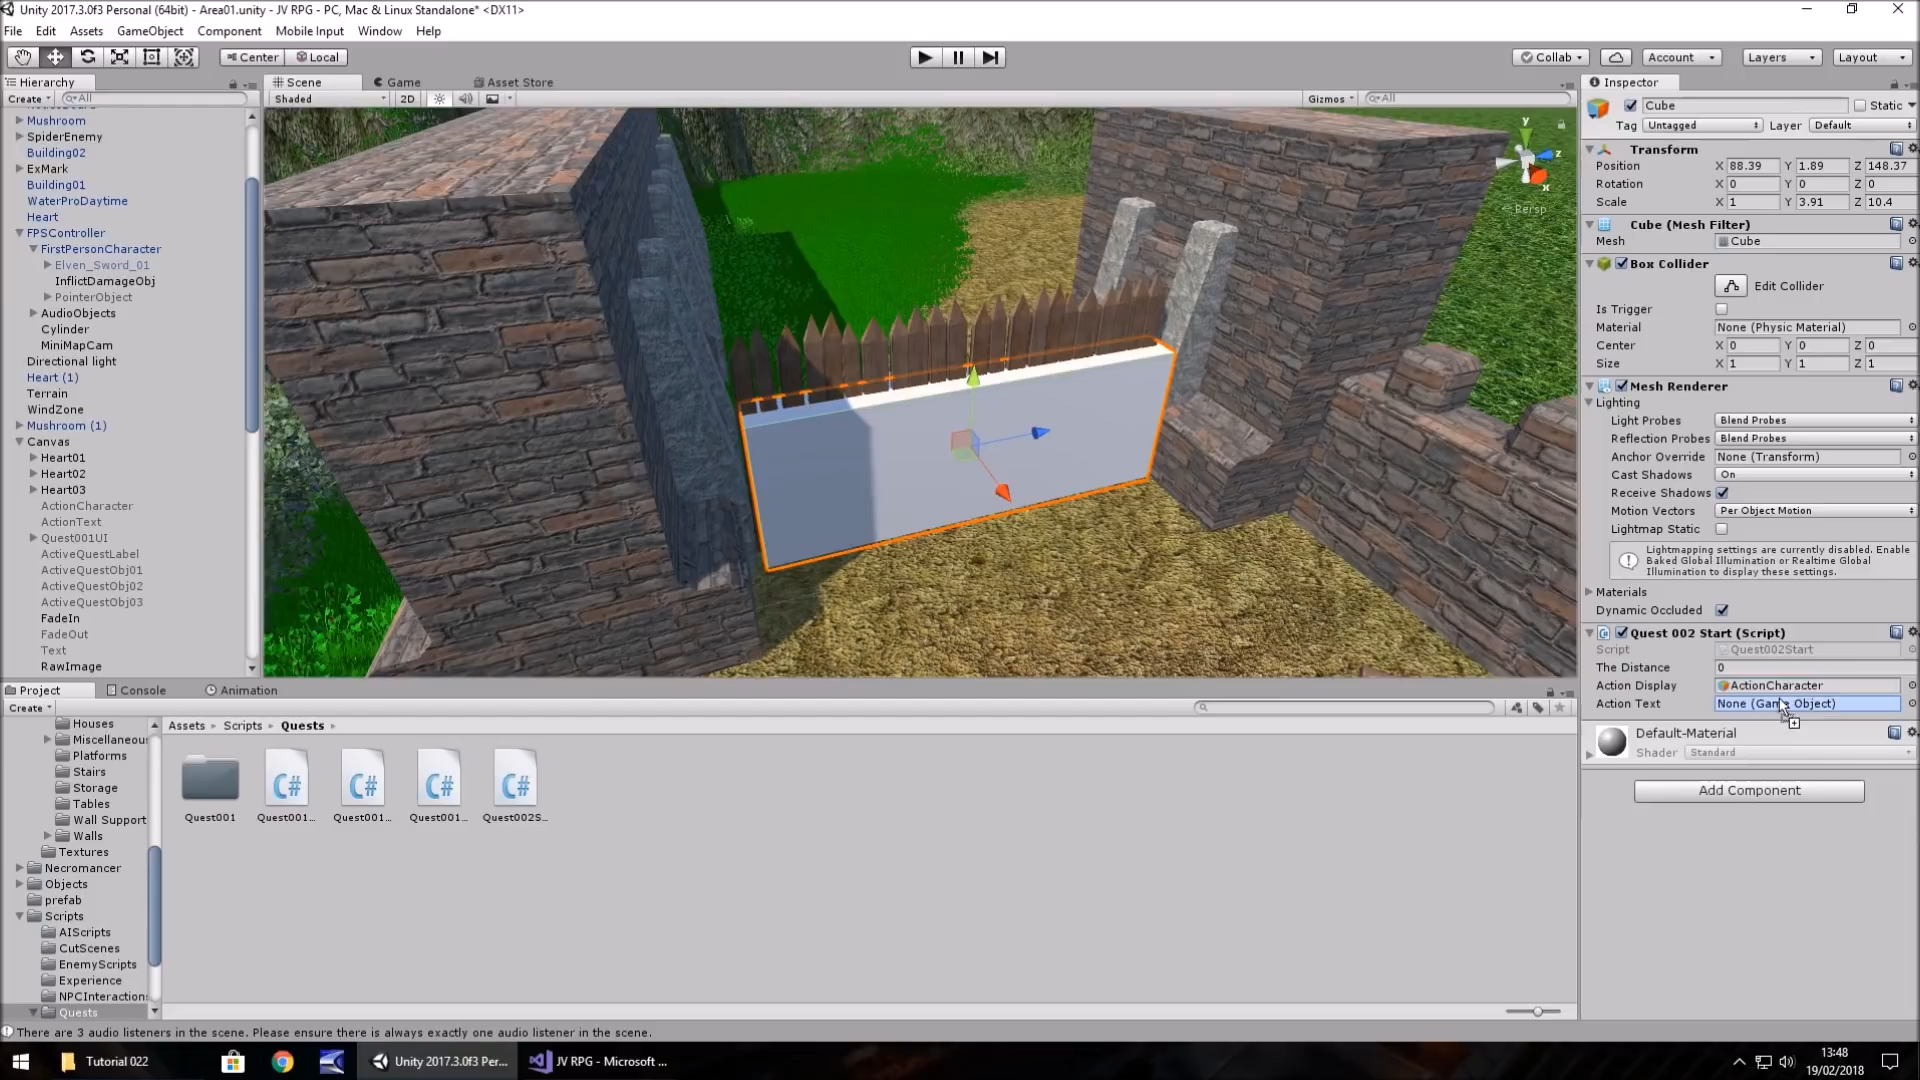 Unity 2017.3.0f3 Personal (64bit) - Area01.unity - JV RPG - PC, Mac & Linux Standalone* <DX11>
File Edit Assets GameObject Component Mobile Input Window Help
Center Local Collab Account Layers Layout
Hierarchy
Create All
Mushroom
SpiderEnemy
Building02
ExMark
Building01
WaterProDaytime
Heart
FPSController
FirstPersonCharacter
Elven_Sword_01
InflictDamageObj
PointerObject
AudioObjects
Cylinder
MiniMapCam
Directional light
Heart (1)
Terrain
WindZone
Mushroom (1)
Canvas
Heart01
Heart02
Heart03
ActionCharacter
ActionText
Quest001UI
ActiveQuestLabel
ActiveQuestObj01
ActiveQuestObj02
ActiveQuestObj03
FadeIn
FadeOut
Text
RawImage
Scene Game Asset Store
Shaded 2D Gizmos All
y
z
x
Persp
Inspector
Cube Static
Tag Untagged Layer Default
Transform
Position X 88.39 Y 1.89 Z 148.37
Rotation X 0 Y 0 Z 0
Scale X 1 Y 3.91 Z 10.4
Cube (Mesh Filter)
Mesh Cube
Box Collider
Edit Collider
Is Trigger
Material None (Physic Material)
Center X 0 Y 0 Z 0
Size X 1 Y 1 Z 1
Mesh Renderer
Lighting
Light Probes Blend Probes
Reflection Probes Blend Probes
Anchor Override None (Transform)
Cast Shadows On
Receive Shadows
Motion Vectors Per Object Motion
Lightmap Static
Lightmapping settings are currently disabled. Enable
Baked Global Illumination or Realtime Global
Illumination to display these settings.
Materials
Dynamic Occluded
Quest 002 Start (Script)
Script Quest002Start
The Distance 0
Action Display ActionCharacter
Action Text None (Game Object)
Default-Material
Shader Standard
Add Component
Project Console Animation
Create
Houses
Miscellaneou
Platforms
Stairs
Storage
Tables
Wall Support
Walls
Textures
Necromancer
Objects
prefab
Scripts
AIScripts
CutScenes
EnemyScripts
Experience
NPCInteraction
Quests
Assets Scripts Quests
C# C# C# C#
Quest001 Quest001... Quest001... Quest001... Quest002S...
There are 3 audio listeners in the scene. Please ensure there is always exactly one audio listener in the scene.
Tutorial 022 Unity 2017.3.0f3 Per... JV RPG - Microsoft ...
13:48
19/02/2018